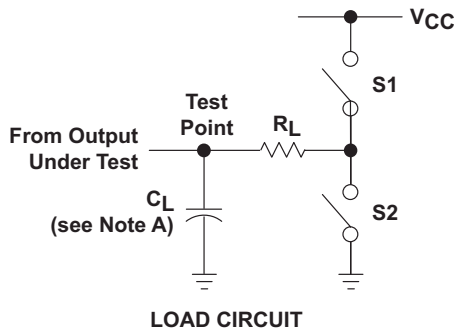 VCC
S1
Test
Point
RL
From Output
Under Test
CL
(see Note A)
S2
LOAD CIRCUIT